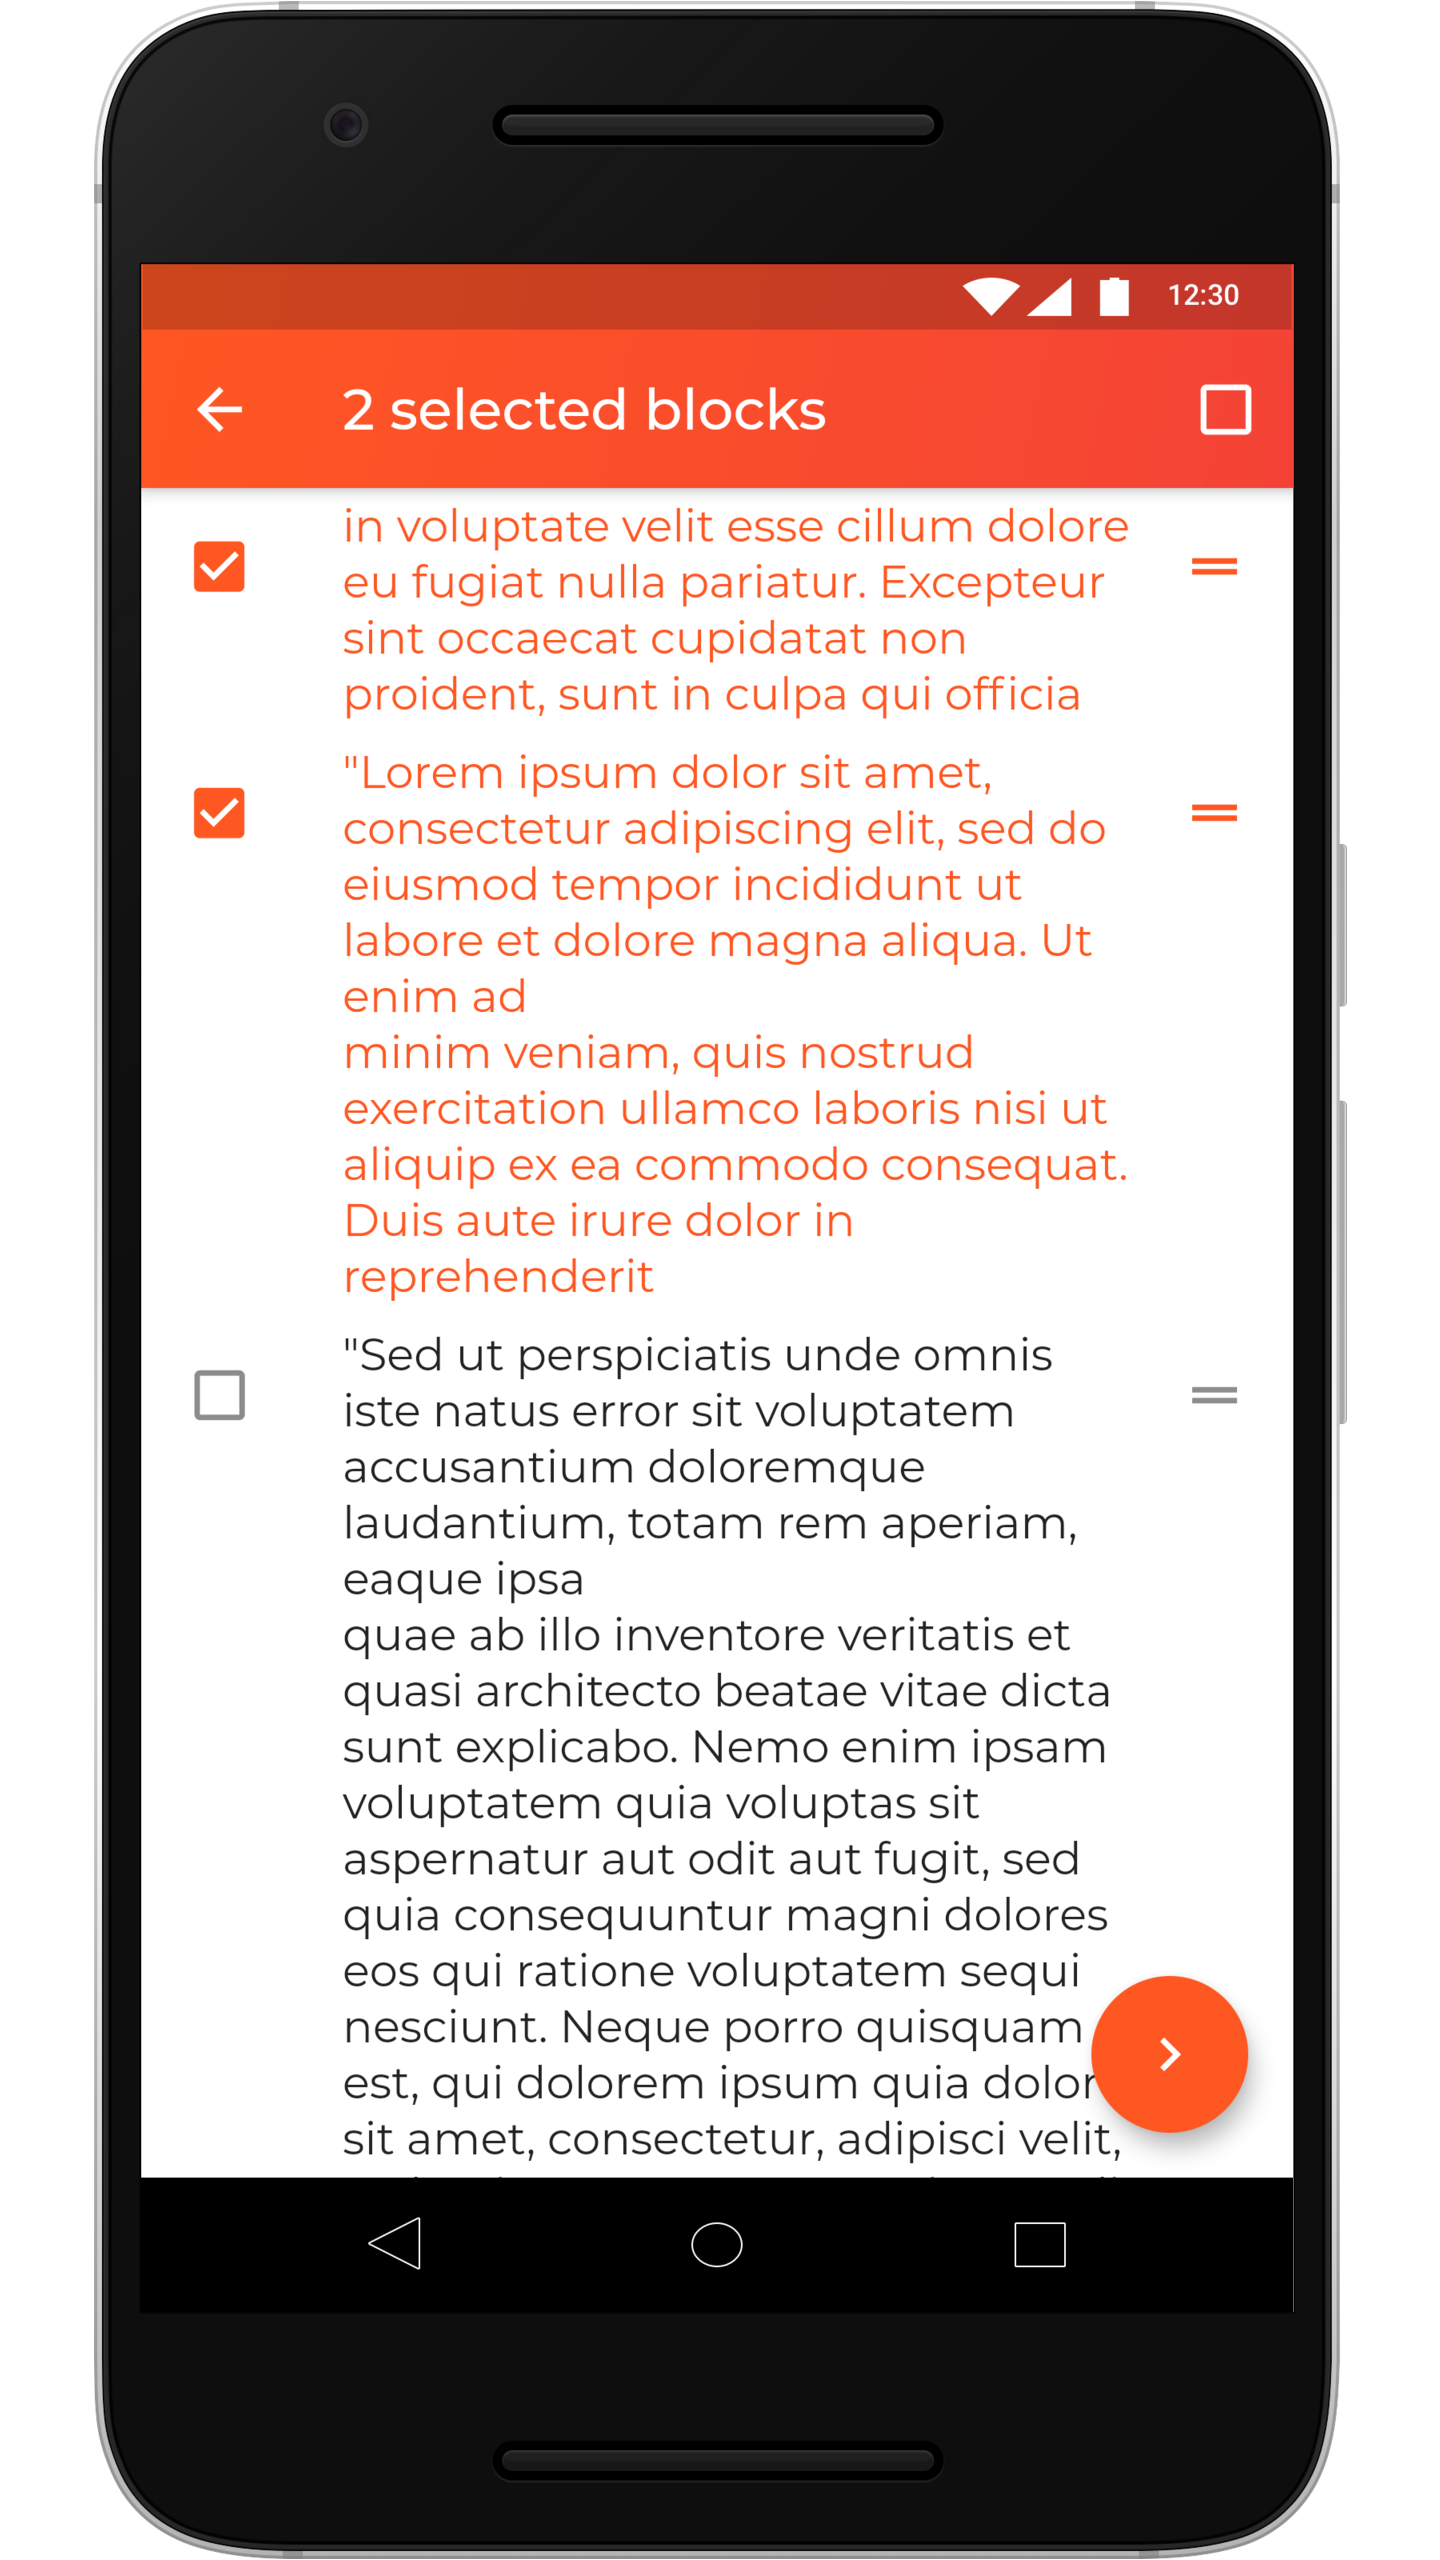 12:30
2 selected blocks
in voluptate velit esse cillum dolore
eu fugiat nulla pariatur. Excepteur
sint occaecat cupidatat non
proident, sunt in culpa qui officia
"Lorem ipsum dolor sit amet,
consectetur adipiscing elit, sed do
eiusmod tempor incididunt ut
labore et dolore magna aliqua. Ut
enim ad
minim veniam, quis nostrud
exercitation ullamco laboris nisi ut
aliquip ex ea commodo consequat.
Duis aute irure dolor in
reprehenderit
"Sed ut perspiciatis unde omnis
iste natus error sit voluptatem
accusantium doloremque
laudantium, totam rem aperiam,
eaque ipsa
quae ab illo inventore veritatis et
quasi architecto beatae vitae dicta
sunt explicabo. Nemo enim ipsam
voluptatem quia voluptas sit
aspernatur aut odit aut fugit, sed
quia consequuntur magni dolores
eos qui ratione voluptatem sequi
nesciunt. Neque porro quisquam
est, qui dolorem ipsum quia dolor
sit amet, consectetur, adipisci velit,